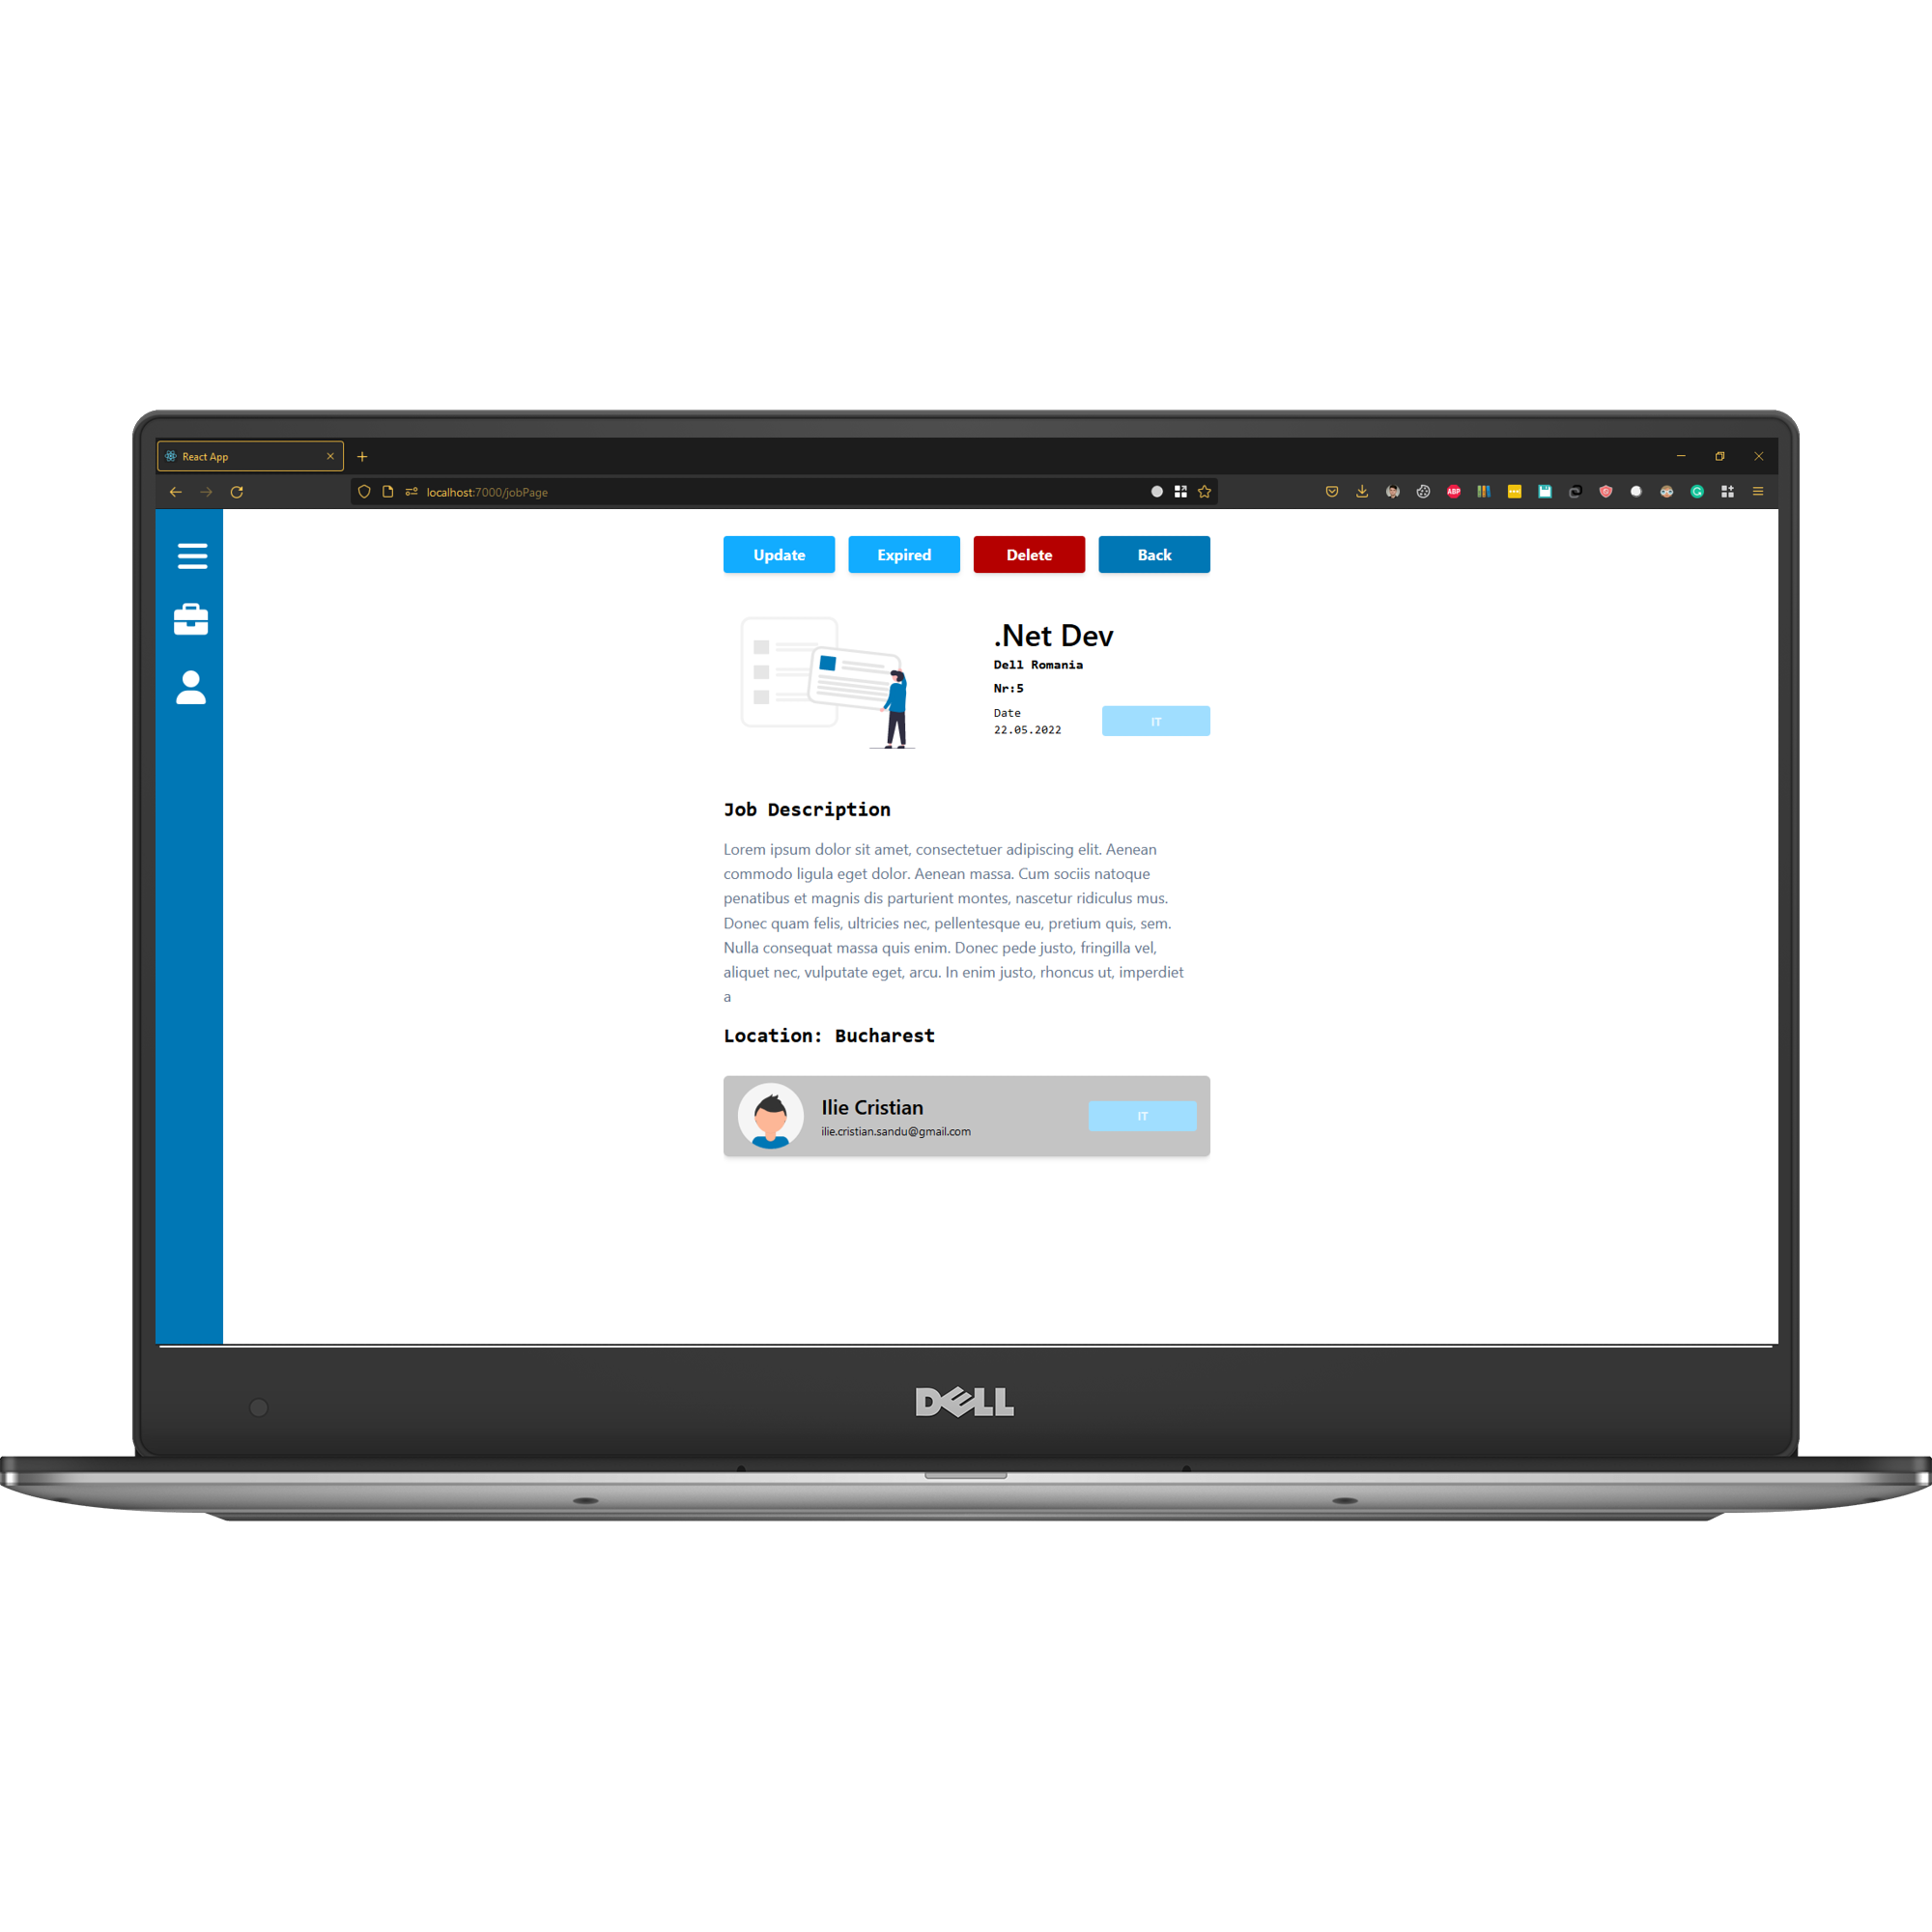 React App
localhost:7000/jobPage
ABP
Update
Expired
Delete
Back
.Net Dev
Dell Romania
Nr:5
Date
22.05.2022
IT
Job Description
Lorem ipsum dolor sit amet, consectetuer adipiscing elit. Aenean
commodo ligula eget dolor. Aenean massa. Cum sociis natoque
penatibus et magnis dis parturient montes, nascetur ridiculus mus.
Donec quam felis, ultricies nec, pellentesque eu, pretium quis, sem.
Nulla consequat massa quis enim. Donec pede justo, fringilla vel,
aliquet nec, vulputate eget, arcu. In enim justo, rhoncus ut, imperdiet
a
Location: Bucharest
Ilie Cristian
ilie.cristian.sandu@gmail.com
IT
DELL